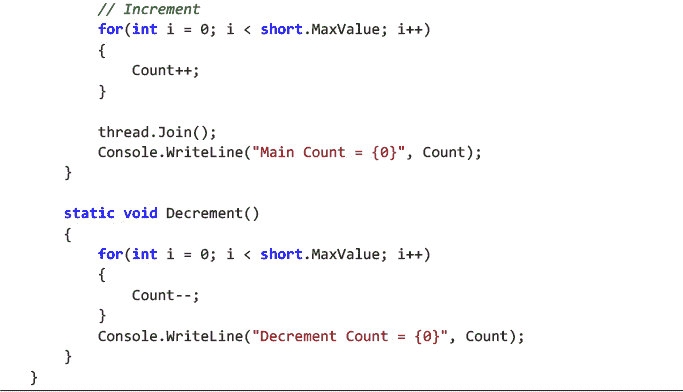 // Increment
for(int i = 0; i < short.MaxValue; i++)
{
Count++;
}
thread.Join();
Console.WriteLine("Main Count = {0}", Count);
}
static void Decrement()
{
for(int i = 0; i < short.MaxValue; i++)
{
Count--;
}
Console.WriteLine("Decrement Count = {0}", Count);
}
}